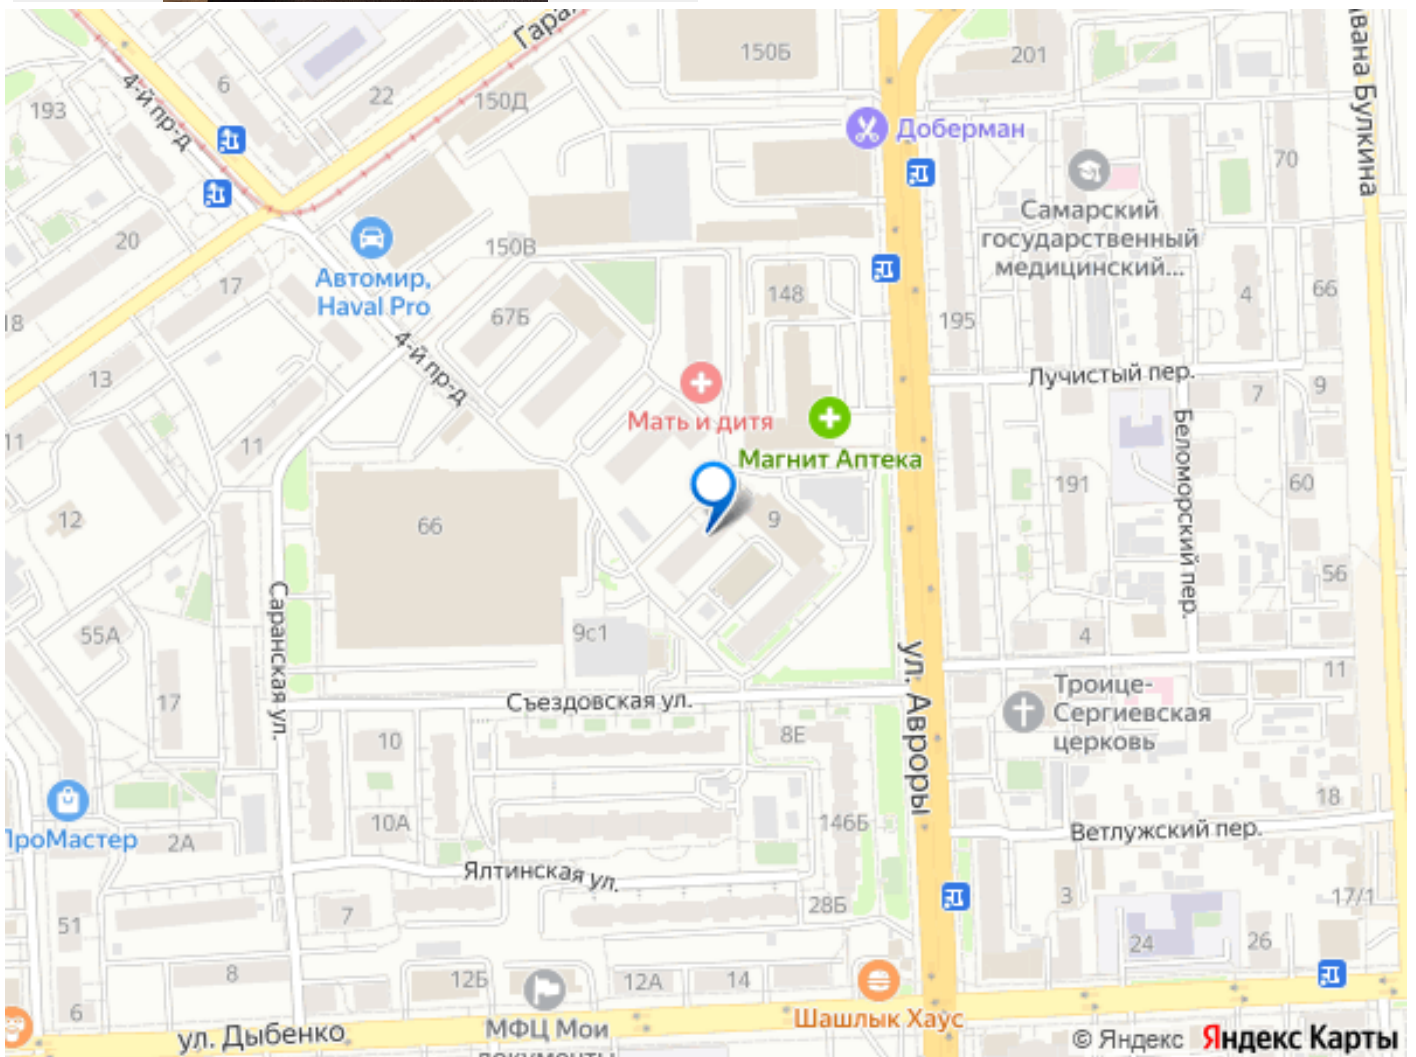 Гара
150Б
201
Ивана Булкина
193
6
22
150Д
4-й пр-д
Доберман
70
Самарский
государственный
медицинский...
20
150В
Автомир,
Haval Pro
17
67Б
148
4
66
18
195
4-й пр-д
Лучистый пер.
13
7
9
Мать и дитя
11
11
Магнит Аптека
Беломорский пер.
12
66
9
191
60
56
Саранская ул.
55А
9с1
4
ул. Авроры
11
17
Съездовская ул.
Троице-
Сергиевская
церковь
10
8Е
18
ПроМастер
2А
10А
146Б
Ветлужский пер.
Ялтинская ул.
3
17/1
51
7
28Б
24
26
8
12Б
12А
14
6
ул. Дыбенко
МФЦ Мои
документы
Шашлык Хаус
© Яндекс Яндекс Карты